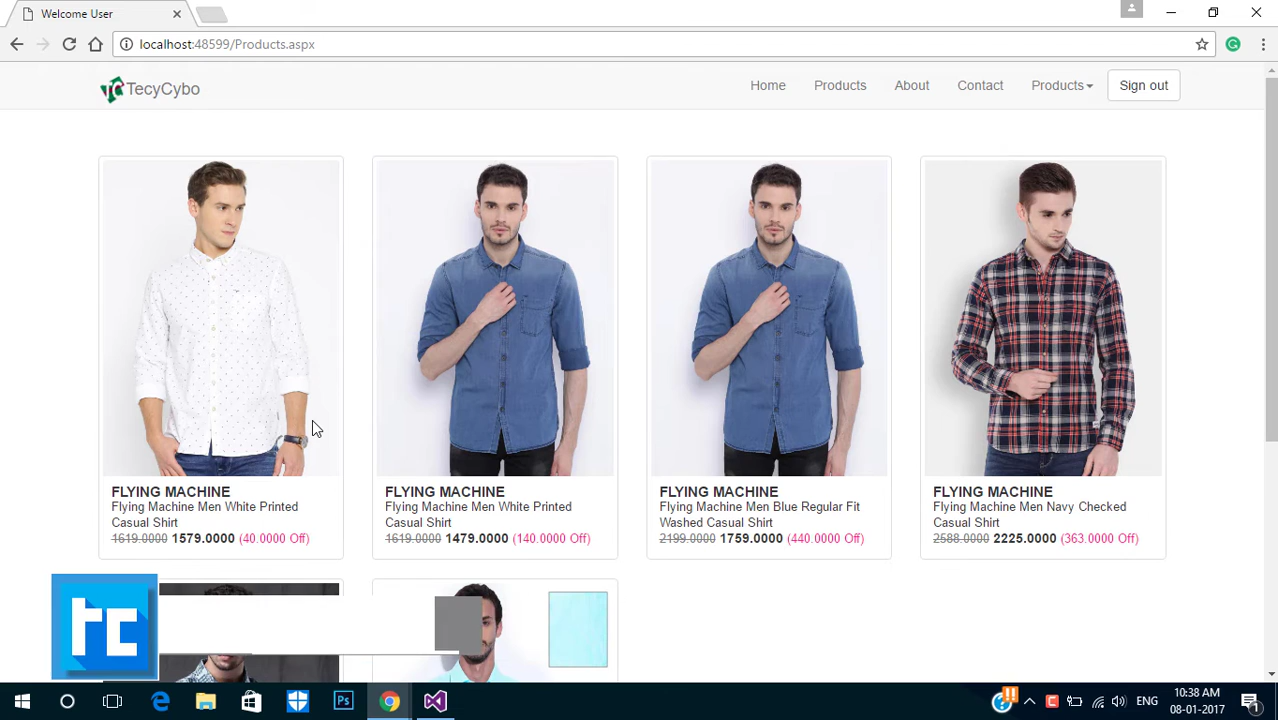 Welcome User
localhost:48599/Products.aspx
TecyCybo
Home Products About Contact Products Sign out
FLYING MACHINE
Flying Machine Men White Printed
Casual Shirt
1619.0000 1579.0000 (40.0000 Off)
FLYING MACHINE
Flying Machine Men White Printed
Casual Shirt
1619.0000 1479.0000 (140.0000 Off)
FLYING MACHINE
Flying Machine Men Blue Regular Fit
Washed Casual Shirt
2199.0000 1759.0000 (440.0000 Off)
FLYING MACHINE
Flying Machine Men Navy Checked
Casual Shirt
2588.0000 2225.0000 (363.0000 Off)
tc
Ps
ENG
10:38 AM
08-01-2017
1